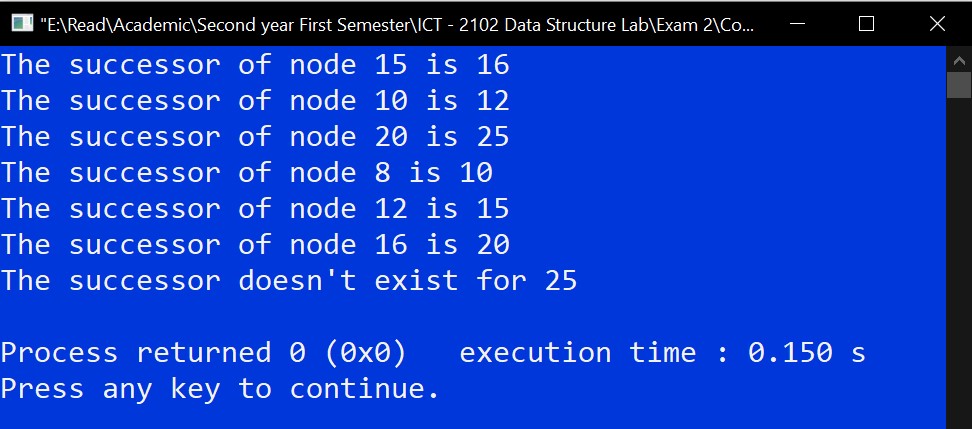 "E:\Read\Academic\Second year First Semester\ICT - 2102 Data Structure Lab\Exam 2\Co...
The successor of node 15 is 16
The successor of node 10 is 12
The successor of node 20 is 25
The successor of node 8 is 10
The successor of node 12 is 15
The successor of node 16 is 20
The successor doesn't exist for 25
Process returned 0 (0x0)   execution time : 0.150 s
Press any key to continue.